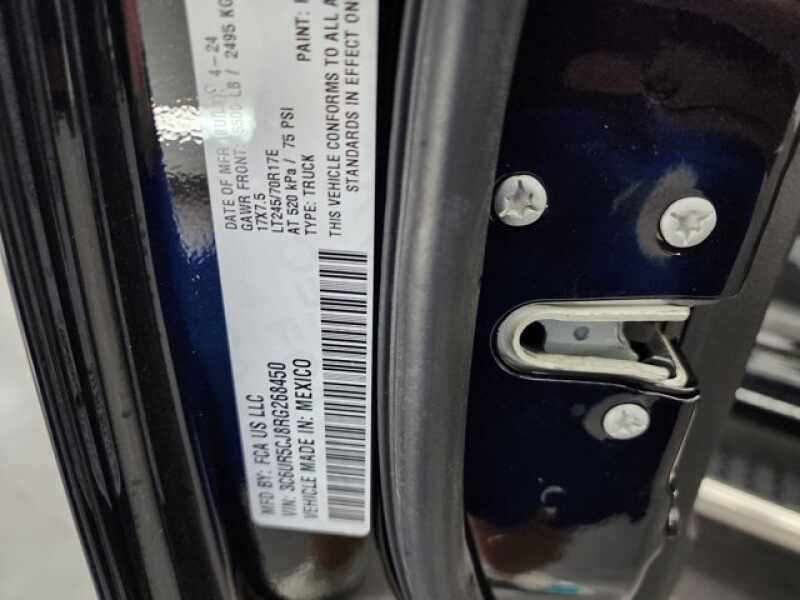 MFD BY: FCA US LLC
VIN: 3C6UR5CJ8RG268450
VEHICLE MADE IN: MEXICO
DATE OF MFR 4-24
GAWR FRONT: 5500 LB / 2495 KG
17X7.5
LT245/70R17E
AT 520 kPa / 75 PSI
TYPE: TRUCK
PAINT:
THIS VEHICLE CONFORMS TO ALL A
STANDARDS IN EFFECT ON